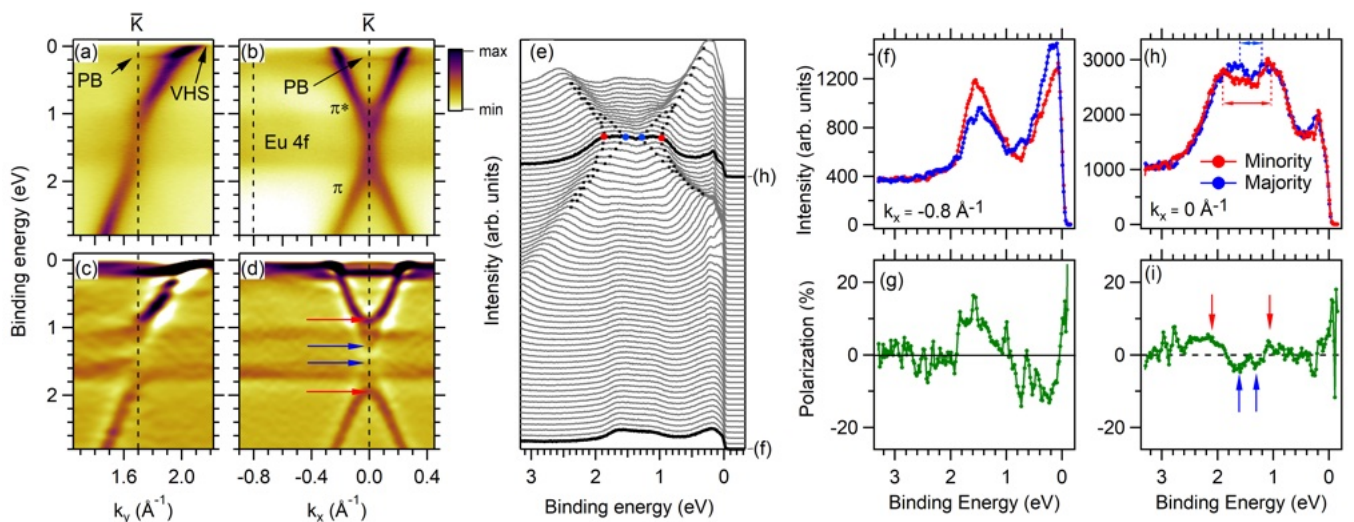 K̅
K̅
(a)
PB
VHS
(b)
PB
π*
Eu 4f
π
max
min
0
1
2
Binding energy (eV)
(c)
(d)
0
1
2
1.6
2.0
k_y (Å⁻¹)
-0.8
-0.4
0.0
0.4
k_x (Å⁻¹)
(e)
Intensity (arb. units)
(h)
(f)
3
2
1
0
Binding energy (eV)
(f)
Intensity (arb. units)
1200
800
400
0
k_x = -0.8 Å⁻¹
(h)
3000
2000
1000
0
Minority
Majority
k_x = 0 Å⁻¹
(g)
Polarization (%)
20
0
-20
3
2
1
0
Binding Energy (eV)
(i)
20
0
-20
3
2
1
0
Binding Energy (eV)